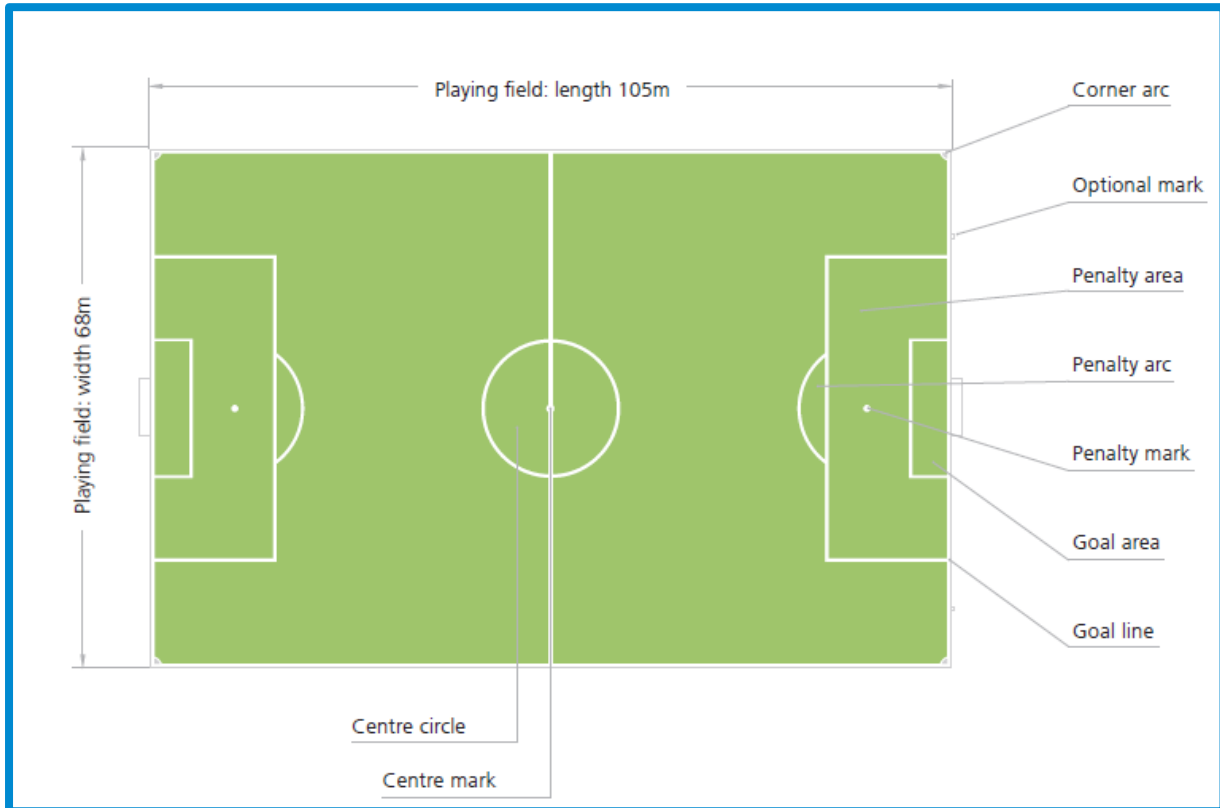 Playing field: length 105m
Corner arc
Optional mark
Penalty area
Playing field: width 68m
Penalty arc
Penalty mark
Goal area
Goal line
Centre circle
Centre mark